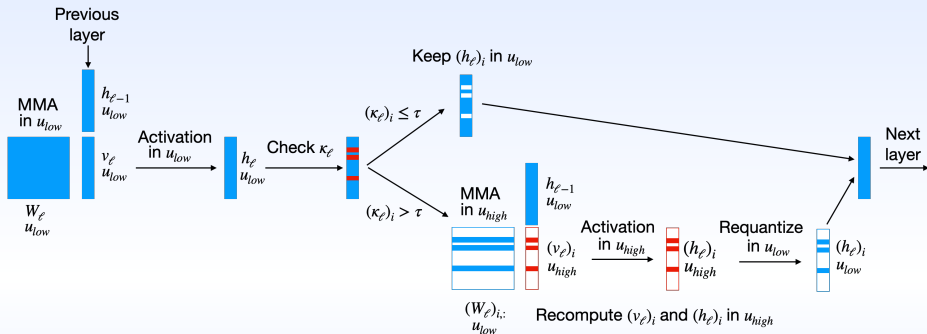 Previous
layer
MMA
in u_low
h_{ℓ−1}
u_low
v_ℓ
u_low
W_ℓ
u_low
Activation
in u_low
h_ℓ
u_low
Check κ_ℓ
(κ_ℓ)_i ≤ τ
(κ_ℓ)_i > τ
Keep (h_ℓ)_i in u_low
MMA
in u_high
h_{ℓ−1}
u_low
(v_ℓ)_i
u_high
(W_ℓ)_{i,:}
u_low
Activation
in u_high
(h_ℓ)_i
u_high
Requantize
in u_low
(h_ℓ)_i
u_low
Recompute (v_ℓ)_i and (h_ℓ)_i in u_high
Next
layer